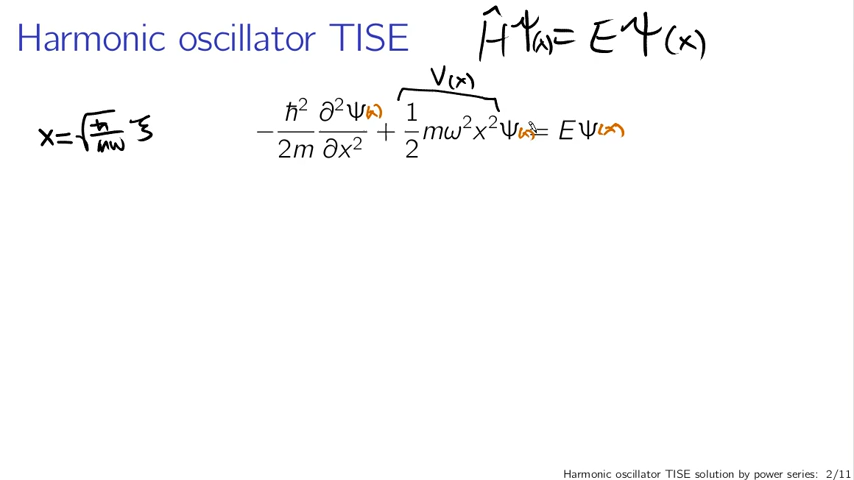 Harmonic oscillator TISE
ĤΨ(x) = EΨ(x)
V(x)
x = √(ħ/mω) ξ
−ħ²/2m ∂²Ψ(x)/∂x² + 1/2 mω²x²Ψ(x) = EΨ(x)
Harmonic oscillator TISE solution by power series: 2/11